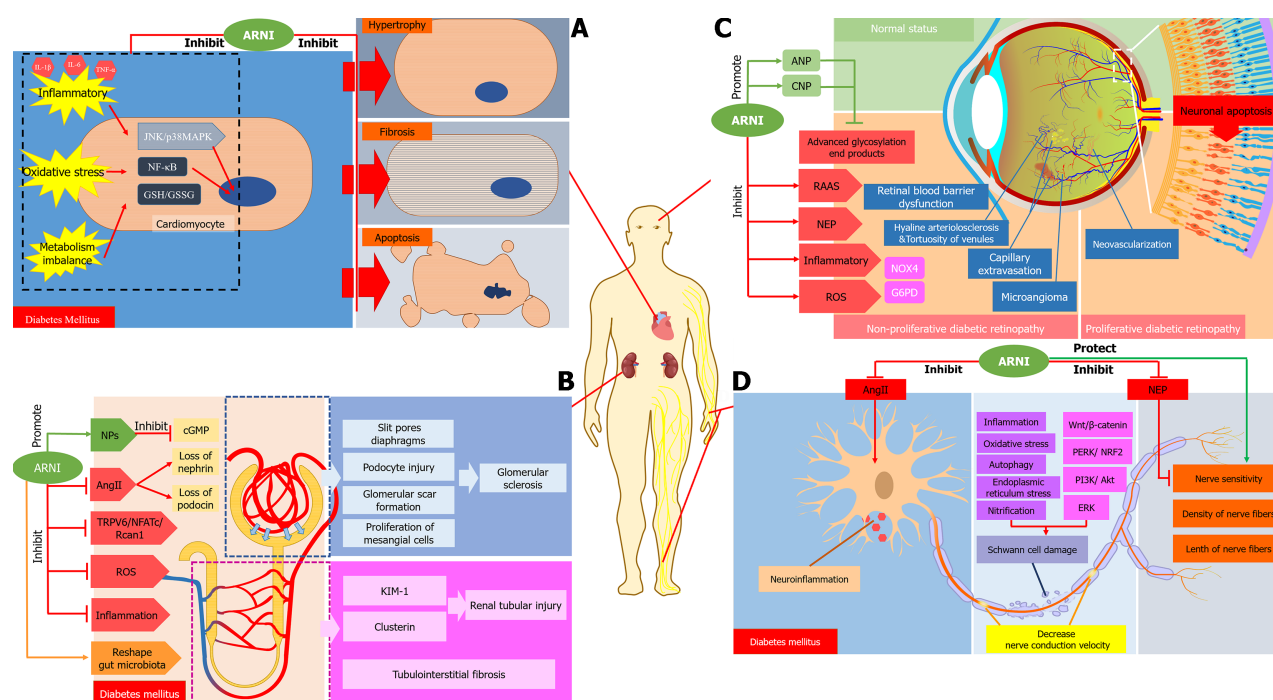 A
ARNI
Inhibit
Inhibit
IL-1β
IL-6
TNF-α
Inflammatory
Oxidative stress
Metabolism
imbalance
JNK/p38MAPK
NF-κB
GSH/GSSG
Cardiomyocyte
Diabetes Mellitus
Hypertrophy
Fibrosis
Apoptosis
C
Normal status
Promote
ANP
CNP
ARNI
Inhibit
Advanced glycosylation
end products
RAAS
NEP
Inflammatory
ROS
NOX4
G6PD
Retinal blood barrier
dysfunction
Hyaline arteriolosclerosis
&Tortuosity of venules
Capillary
extravasation
Microangioma
Neovascularization
Neuronal apoptosis
Non-proliferative diabetic retinopathy
Proliferative diabetic retinopathy
B
Promote
ARNI
Inhibit
NPs
Inhibit
cGMP
AngII
Loss of
nephrin
Loss of
podocin
TRPV6/NFATc/
Rcan1
ROS
Inflammation
Reshape
gut microbiota
Diabetes mellitus
Slit pores
diaphragms
Podocyte injury
Glomerular scar
formation
Proliferation of
mesangial cells
Glomerular
sclerosis
KIM-1
Clusterin
Renal tubular injury
Tubulointerstitial fibrosis
D
ARNI
Protect
Inhibit
Inhibit
AngII
NEP
Inflammation
Oxidative stress
Autophagy
Endoplasmic
reticulum stress
Nitrification
Wnt/β-catenin
PERK/ NRF2
PI3K/ Akt
ERK
Schwann cell damage
Nerve sensitivity
Density of nerve fibers
Lenth of nerve fibers
Neuroinflammation
Decrease
nerve conduction velocity
Diabetes mellitus